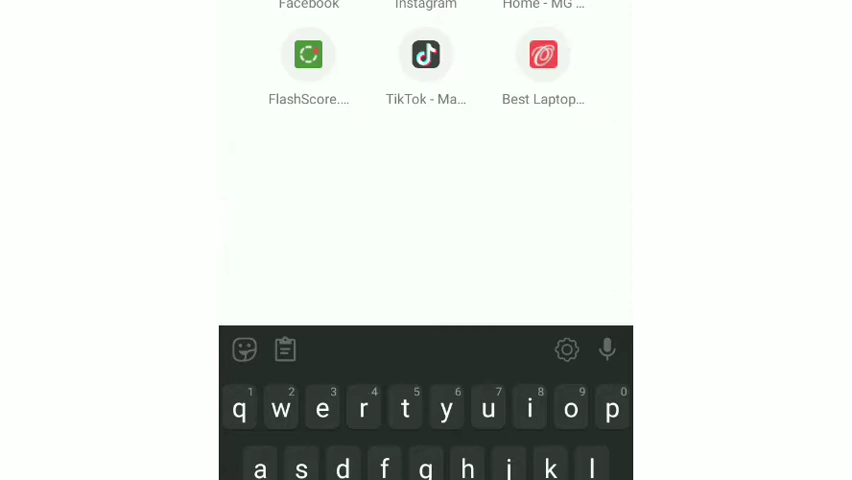 Facebook Instagram Home - MG ...
FlashScore.... TikTok - Ma... Best Laptop...
1 2 3 4 5 6 7 8 9 0
q w e r t y u i o p
a s d f g h j k l